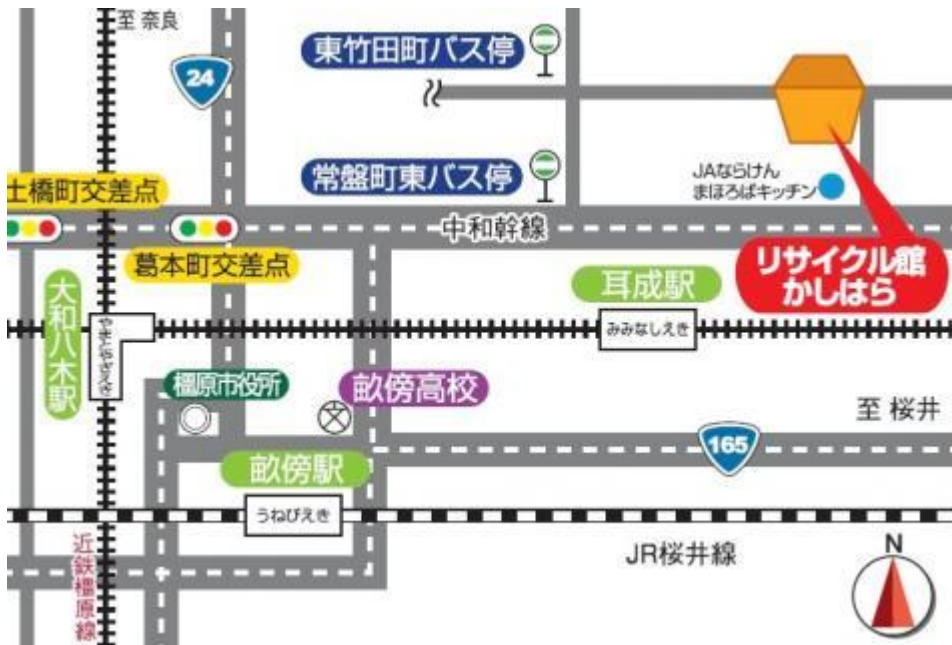 至 奈良
24
東竹田町バス停
常盤町東バス停
JAならけん
まほろばキッチン
土橋町交差点
中和幹線
葛本町交差点
リサイクル館
かしはら
大和八木駅
やまとやぎえき
耳成駅
みみなしえき
橿原市役所
文
畝傍高校
至 桜井
165
畝傍駅
うねびえき
近鉄橿原線
JR桜井線
N